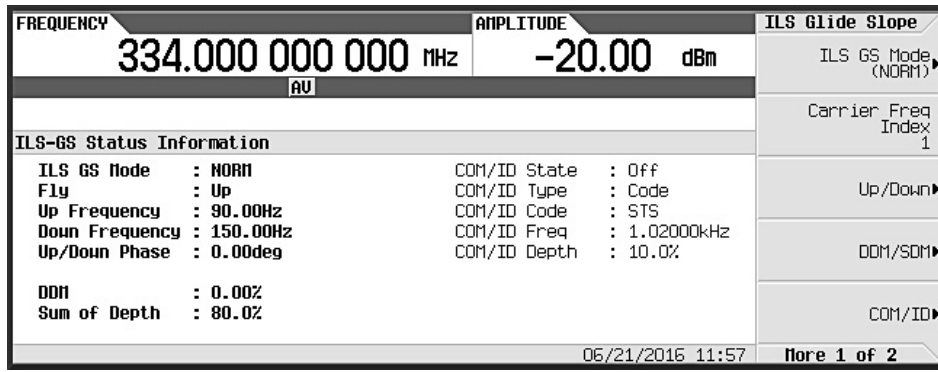 FREQUENCY AMPLITUDE ILS Glide Slope
334.000 000 000 MHz -20.00 dBm
ILS GS Mode
(NORM)
AV
Carrier Freq
Index
1
ILS-GS Status Information
ILS GS Mode : NORM COM/ID State : Off
Fly : Up COM/ID Type : Code
Up Frequency : 90.00Hz COM/ID Code : STS
Down Frequency : 150.00Hz COM/ID Freq : 1.02000kHz
Up/Down Phase : 0.00deg COM/ID Depth : 10.0%
Up/Down
DDM/SDM
DDM : 0.00%
Sum of Depth : 80.0%
COM/ID
06/21/2016 11:57 More 1 of 2